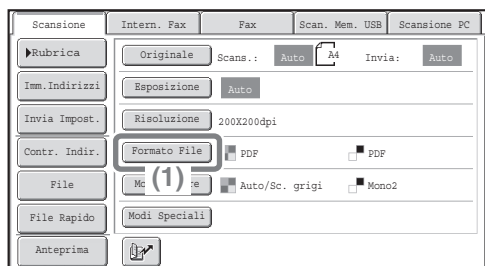 Scansione Intern. Fax Fax Scan. Mem. USB Scansione PC
Rubrica Originale Scans.: Auto A4 Invia: Auto
Imm.Indirizzi Esposizione Auto
Invia Impost. Risoluzione 200X200dpi
Contr. Indir. Formato File PDF PDF
File (1) Auto/Sc. grigi Mono2
File Rapido Modi Speciali
Anteprima